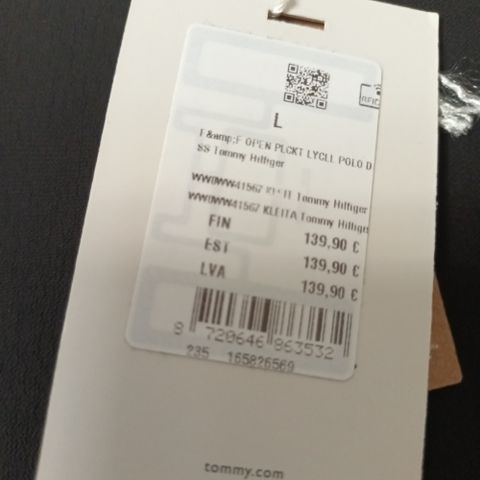 RFID
L
F&amp;F OPEN PLCKT LYCLL POLO D
SS Tommy Hilfiger
WW0WW41567 KLEIT Tommy Hilfiger
WW0WW41567 KLEITA Tommy Hilfiger
FIN 139,90 €
EST 139,90 €
LVA 139,90 €
8 720646 863532
235 165826569
tommy.com